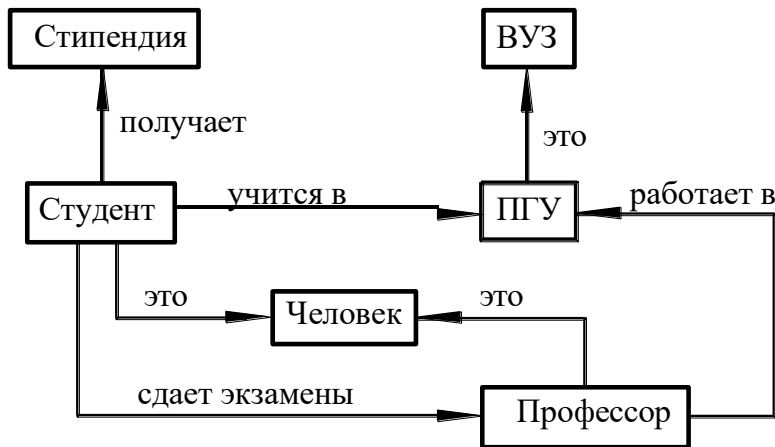 Стипендия
ВУЗ
получает
это
Студент
учится в
ПГУ
работает в
это
Человек
это
сдает экзамены
Профессор